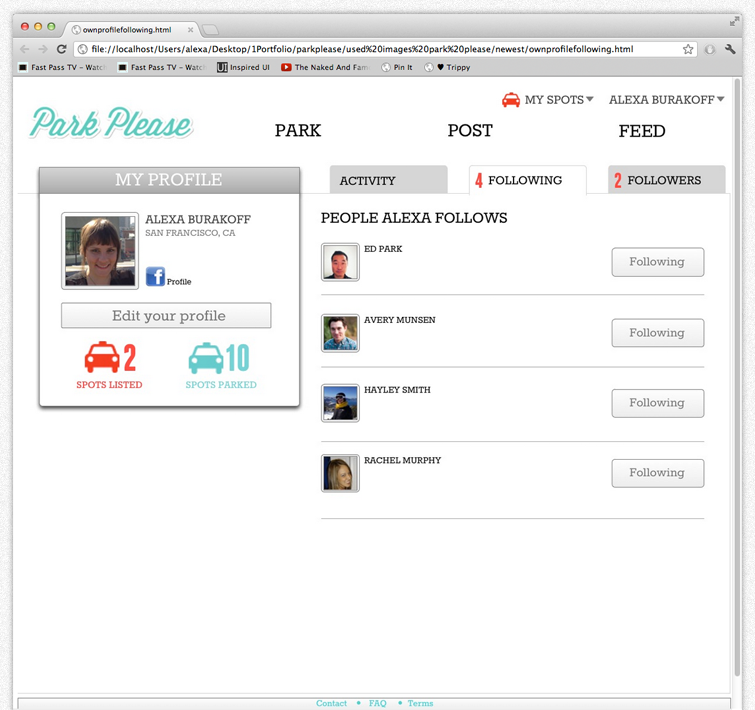 ownprofilefollowing.html
file://localhost/Users/alexa/Desktop/1Portfolio/parkplease/used%20images%20park%20please/newest/ownprofilefollowing.html
Fast Pass TV – Watch Fast Pass TV – Watch Inspired UI The Naked And Fam Pin It ♥ Trippy
MY SPOTS ALEXA BURAKOFF
Park Please
PARK POST FEED
MY PROFILE
ACTIVITY 4 FOLLOWING 2 FOLLOWERS
ALEXA BURAKOFF
SAN FRANCISCO, CA
f Profile
Edit your profile
2 10
SPOTS LISTED SPOTS PARKED
PEOPLE ALEXA FOLLOWS
ED PARK Following
AVERY MUNSEN Following
HAYLEY SMITH Following
RACHEL MURPHY Following
Contact • FAQ • Terms